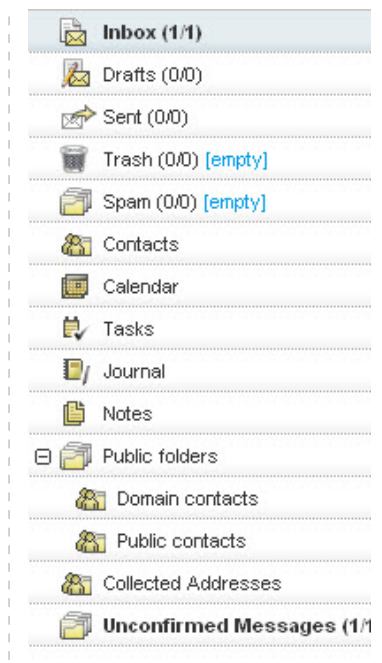 Inbox (1/1)
Drafts (0/0)
Sent (0/0)
Trash (0/0) [empty]
Spam (0/0) [empty]
Contacts
Calendar
Tasks
Journal
Notes
Public folders
Domain contacts
Public contacts
Collected Addresses
Unconfirmed Messages (1/1